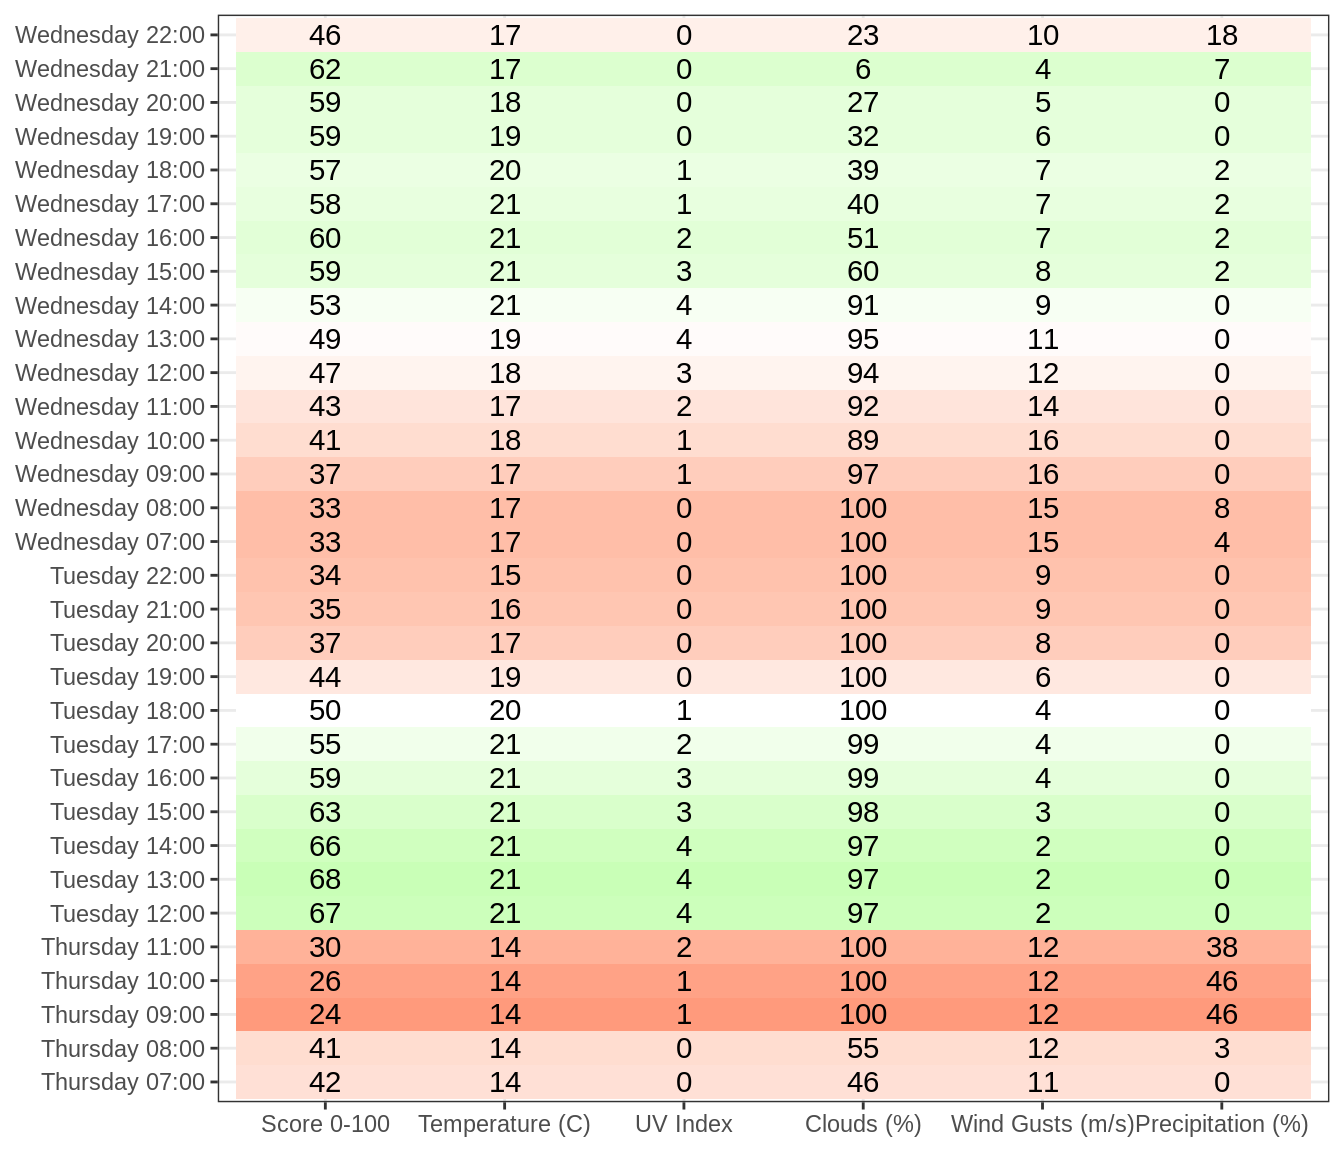 Wednesday 22:00 46 17 0 23 10 18
Wednesday 21:00 62 17 0 6 4 7
Wednesday 20:00 59 18 0 27 5 0
Wednesday 19:00 59 19 0 32 6 0
Wednesday 18:00 57 20 1 39 7 2
Wednesday 17:00 58 21 1 40 7 2
Wednesday 16:00 60 21 2 51 7 2
Wednesday 15:00 59 21 3 60 8 2
Wednesday 14:00 53 21 4 91 9 0
Wednesday 13:00 49 19 4 95 11 0
Wednesday 12:00 47 18 3 94 12 0
Wednesday 11:00 43 17 2 92 14 0
Wednesday 10:00 41 18 1 89 16 0
Wednesday 09:00 37 17 1 97 16 0
Wednesday 08:00 33 17 0 100 15 8
Wednesday 07:00 33 17 0 100 15 4
Tuesday 22:00 34 15 0 100 9 0
Tuesday 21:00 35 16 0 100 9 0
Tuesday 20:00 37 17 0 100 8 0
Tuesday 19:00 44 19 0 100 6 0
Tuesday 18:00 50 20 1 100 4 0
Tuesday 17:00 55 21 2 99 4 0
Tuesday 16:00 59 21 3 99 4 0
Tuesday 15:00 63 21 3 98 3 0
Tuesday 14:00 66 21 4 97 2 0
Tuesday 13:00 68 21 4 97 2 0
Tuesday 12:00 67 21 4 97 2 0
Thursday 11:00 30 14 2 100 12 38
Thursday 10:00 26 14 1 100 12 46
Thursday 09:00 24 14 1 100 12 46
Thursday 08:00 41 14 0 55 12 3
Thursday 07:00 42 14 0 46 11 0
Score 0-100 Temperature (C) UV Index Clouds (%) Wind Gusts (m/s) Precipitation (%)